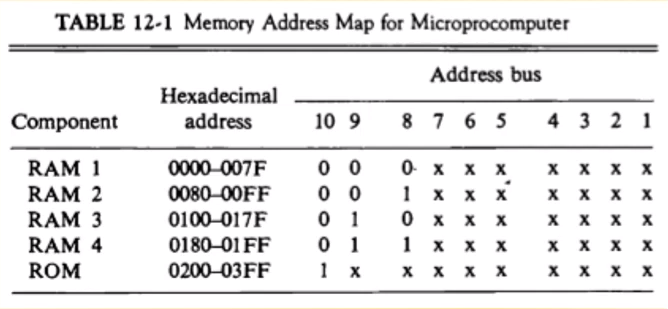 TABLE 12-1 Memory Address Map for Microprocomputer
Address bus
Hexadecimal
Component address 10 9 8 7 6 5 4 3 2 1
RAM 1 0000–007F 0 0 0 x x x x x x x
RAM 2 0080–00FF 0 0 1 x x x x x x x
RAM 3 0100–017F 0 1 0 x x x x x x x
RAM 4 0180–01FF 0 1 1 x x x x x x x
ROM 0200–03FF 1 x x x x x x x x x